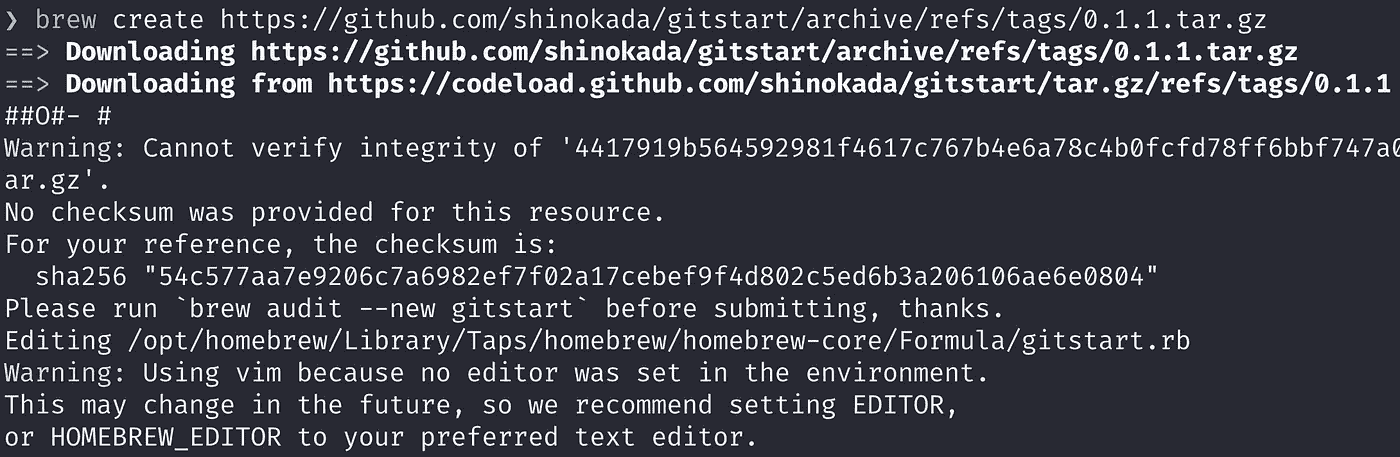 ❯ brew create https://github.com/shinokada/gitstart/archive/refs/tags/0.1.1.tar.gz
==> Downloading https://github.com/shinokada/gitstart/archive/refs/tags/0.1.1.tar.gz
==> Downloading from https://codeload.github.com/shinokada/gitstart/tar.gz/refs/tags/0.1.1
##O#- #
Warning: Cannot verify integrity of '4417919b564592981f4617c767b4e6a78c4b0fcfd78ff6bbf747a0
ar.gz'.
No checksum was provided for this resource.
For your reference, the checksum is:
  sha256 "54c577aa7e9206c7a6982ef7f02a17cebef9f4d802c5ed6b3a206106ae6e0804"
Please run `brew audit --new gitstart` before submitting, thanks.
Editing /opt/homebrew/Library/Taps/homebrew/homebrew-core/Formula/gitstart.rb
Warning: Using vim because no editor was set in the environment.
This may change in the future, so we recommend setting EDITOR,
or HOMEBREW_EDITOR to your preferred text editor.